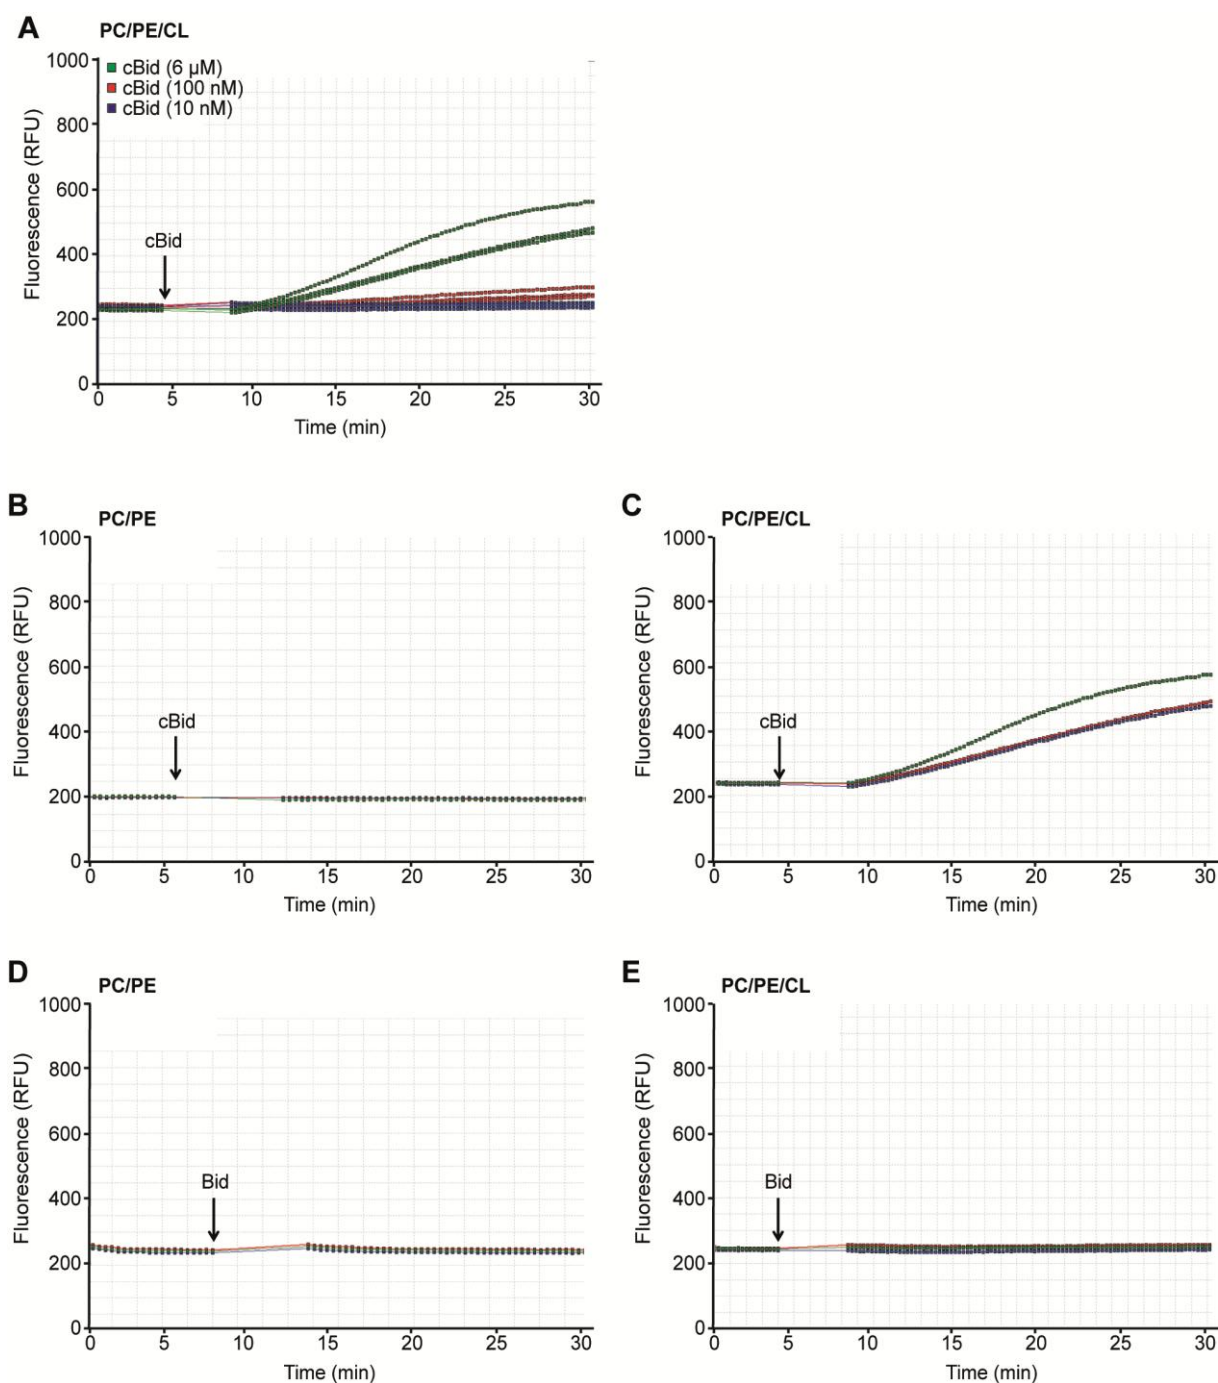 A
PC/PE/CL
1000
800
600
400
200
0
Fluorescence (RFU)
cBid (6 µM)
cBid (100 nM)
cBid (10 nM)
cBid
0 5 10 15 20 25 30
Time (min)
B
PC/PE
1000
800
600
400
200
0
Fluorescence (RFU)
cBid
0 5 10 15 20 25 30
Time (min)
C
PC/PE/CL
1000
800
600
400
200
0
Fluorescence (RFU)
cBid
0 5 10 15 20 25 30
Time (min)
D
PC/PE
1000
800
600
400
200
0
Fluorescence (RFU)
Bid
0 5 10 15 20 25 30
Time (min)
E
PC/PE/CL
1000
800
600
400
200
0
Fluorescence (RFU)
Bid
0 5 10 15 20 25 30
Time (min)